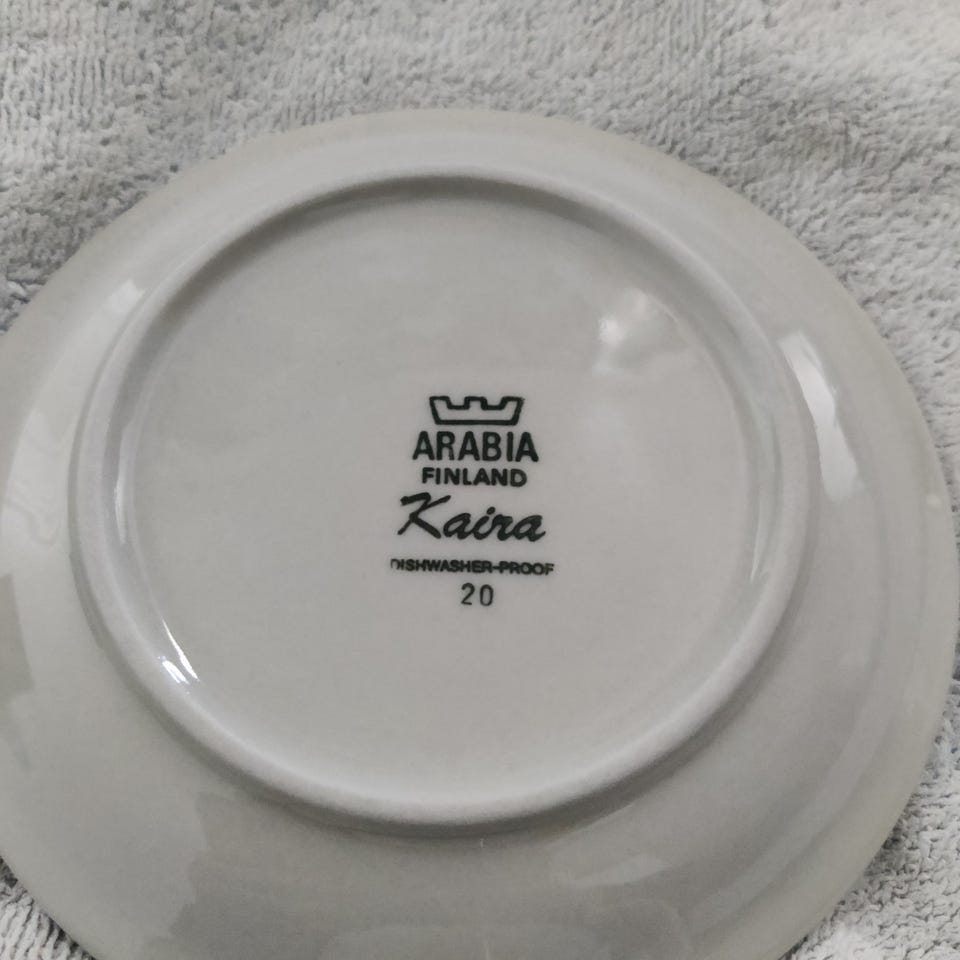 ARABIA
FINLAND
Kaira
DISHWASHER-PROOF
20